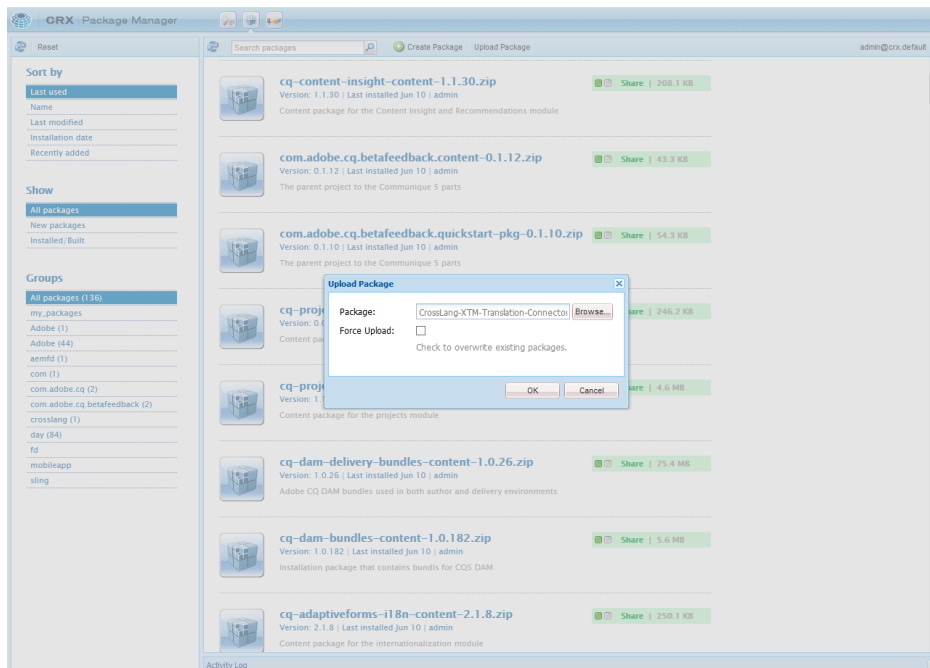 CRX Package Manager
Reset
Search packages
Create Package
Upload Package
admin@crx.default
Sort by
Last used
Name
Last modified
Installation date
Recently added
Show
All packages
New packages
Installed/Built
Groups
All packages (136)
my_packages
Adobe (1)
Adobe (44)
aemfd (1)
com (1)
com.adobe.cq (2)
com.adobe.cq.betafeedback (2)
crosslang (1)
day (84)
fd
mobileapp
sling
cq-content-insight-content-1.1.30.zip
Share | 208.1 KB
Version: 1.1.30 | Last installed Jun 10 | admin
Content package for the Content Insight and Recommendations module
com.adobe.cq.betafeedback.content-0.1.12.zip
Share | 43.3 KB
Version: 0.1.12 | Last installed Jun 10 | admin
The parent project to the Communique 5 parts
com.adobe.cq.betafeedback.quickstart-pkg-0.1.10.zip
Share | 54.3 KB
Version: 0.1.10 | Last installed Jun 10 | admin
The parent project to the Communique 5 parts
Upload Package
Package:
CrossLang-XTM-Translation-Connector
Browse...
Force Upload:
Check to overwrite existing packages.
OK
Cancel
cq-proj
are | 246.2 KB
Version: 0.
Content pa
cq-proj
are | 4.6 MB
Version: 1.
Content package for the projects module
cq-dam-delivery-bundles-content-1.0.26.zip
Share | 75.4 MB
Version: 1.0.26 | Last installed Jun 10 | admin
Adobe CQ DAM bundles used in both author and delivery environments
cq-dam-bundles-content-1.0.182.zip
Share | 5.6 MB
Version: 1.0.182 | Last installed Jun 10 | admin
Installation package that contains bundls for CQ5 DAM
cq-adaptiveforms-i18n-content-2.1.8.zip
Share | 250.1 KB
Version: 2.1.8 | Last installed Jun 10 | admin
Content package for the internationalization module
Activity Log